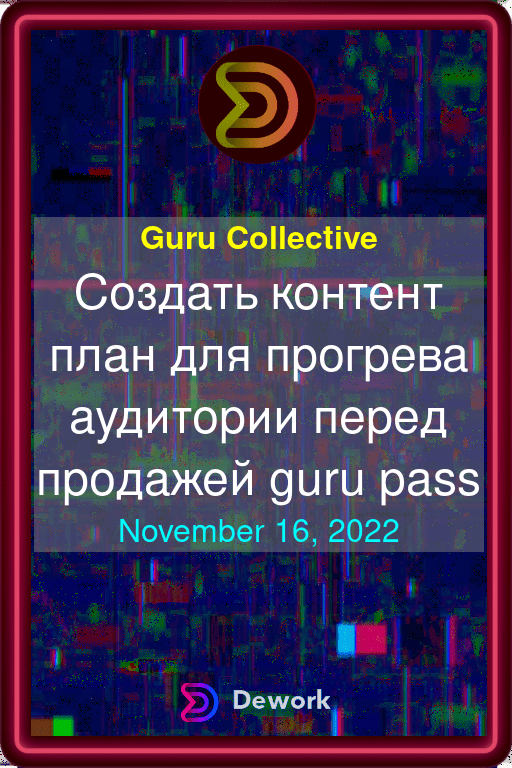 Guru Collective
Создать контент
план для прогрева
аудитории перед
продажей guru pass
November 16, 2022
Dework